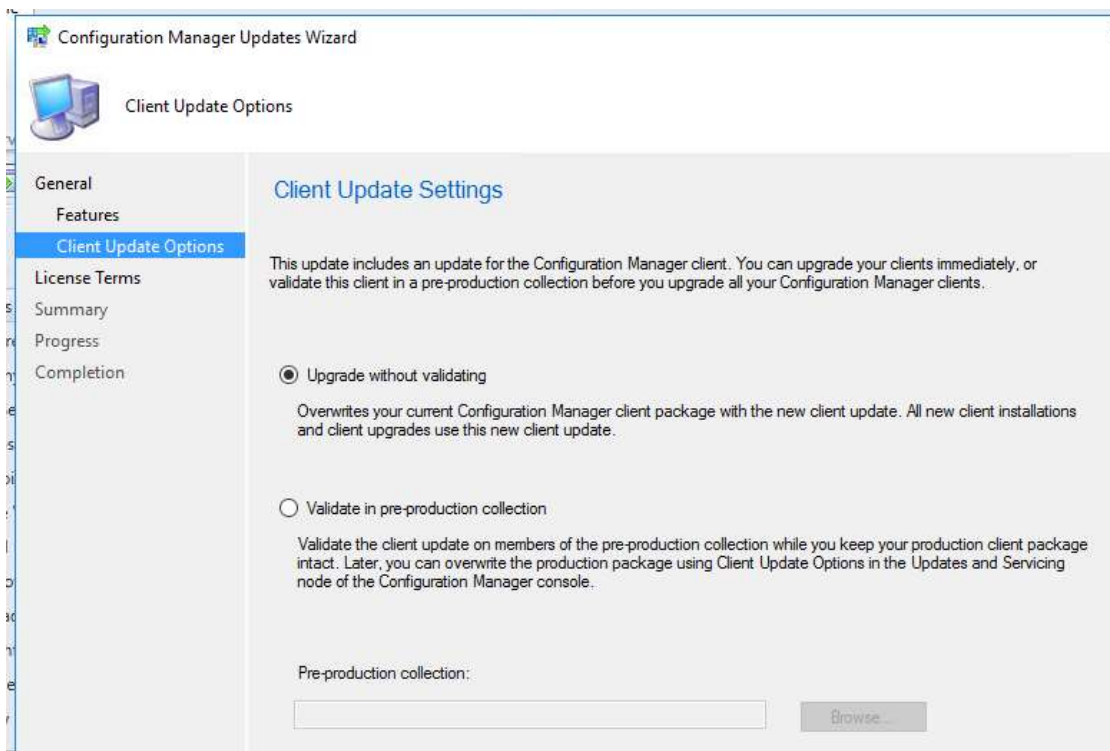 Configuration Manager Updates Wizard
Client Update Options
General
Features
Client Update Options
License Terms
Summary
Progress
Completion
Client Update Settings
This update includes an update for the Configuration Manager client. You can upgrade your clients immediately, or
validate this client in a pre-production collection before you upgrade all your Configuration Manager clients.
Upgrade without validating
Overwrites your current Configuration Manager client package with the new client update. All new client installations
and client upgrades use this new client update.
Validate in pre-production collection
Validate the client update on members of the pre-production collection while you keep your production client package
intact. Later, you can overwrite the production package using Client Update Options in the Updates and Servicing
node of the Configuration Manager console.
Pre-production collection:
Browse...